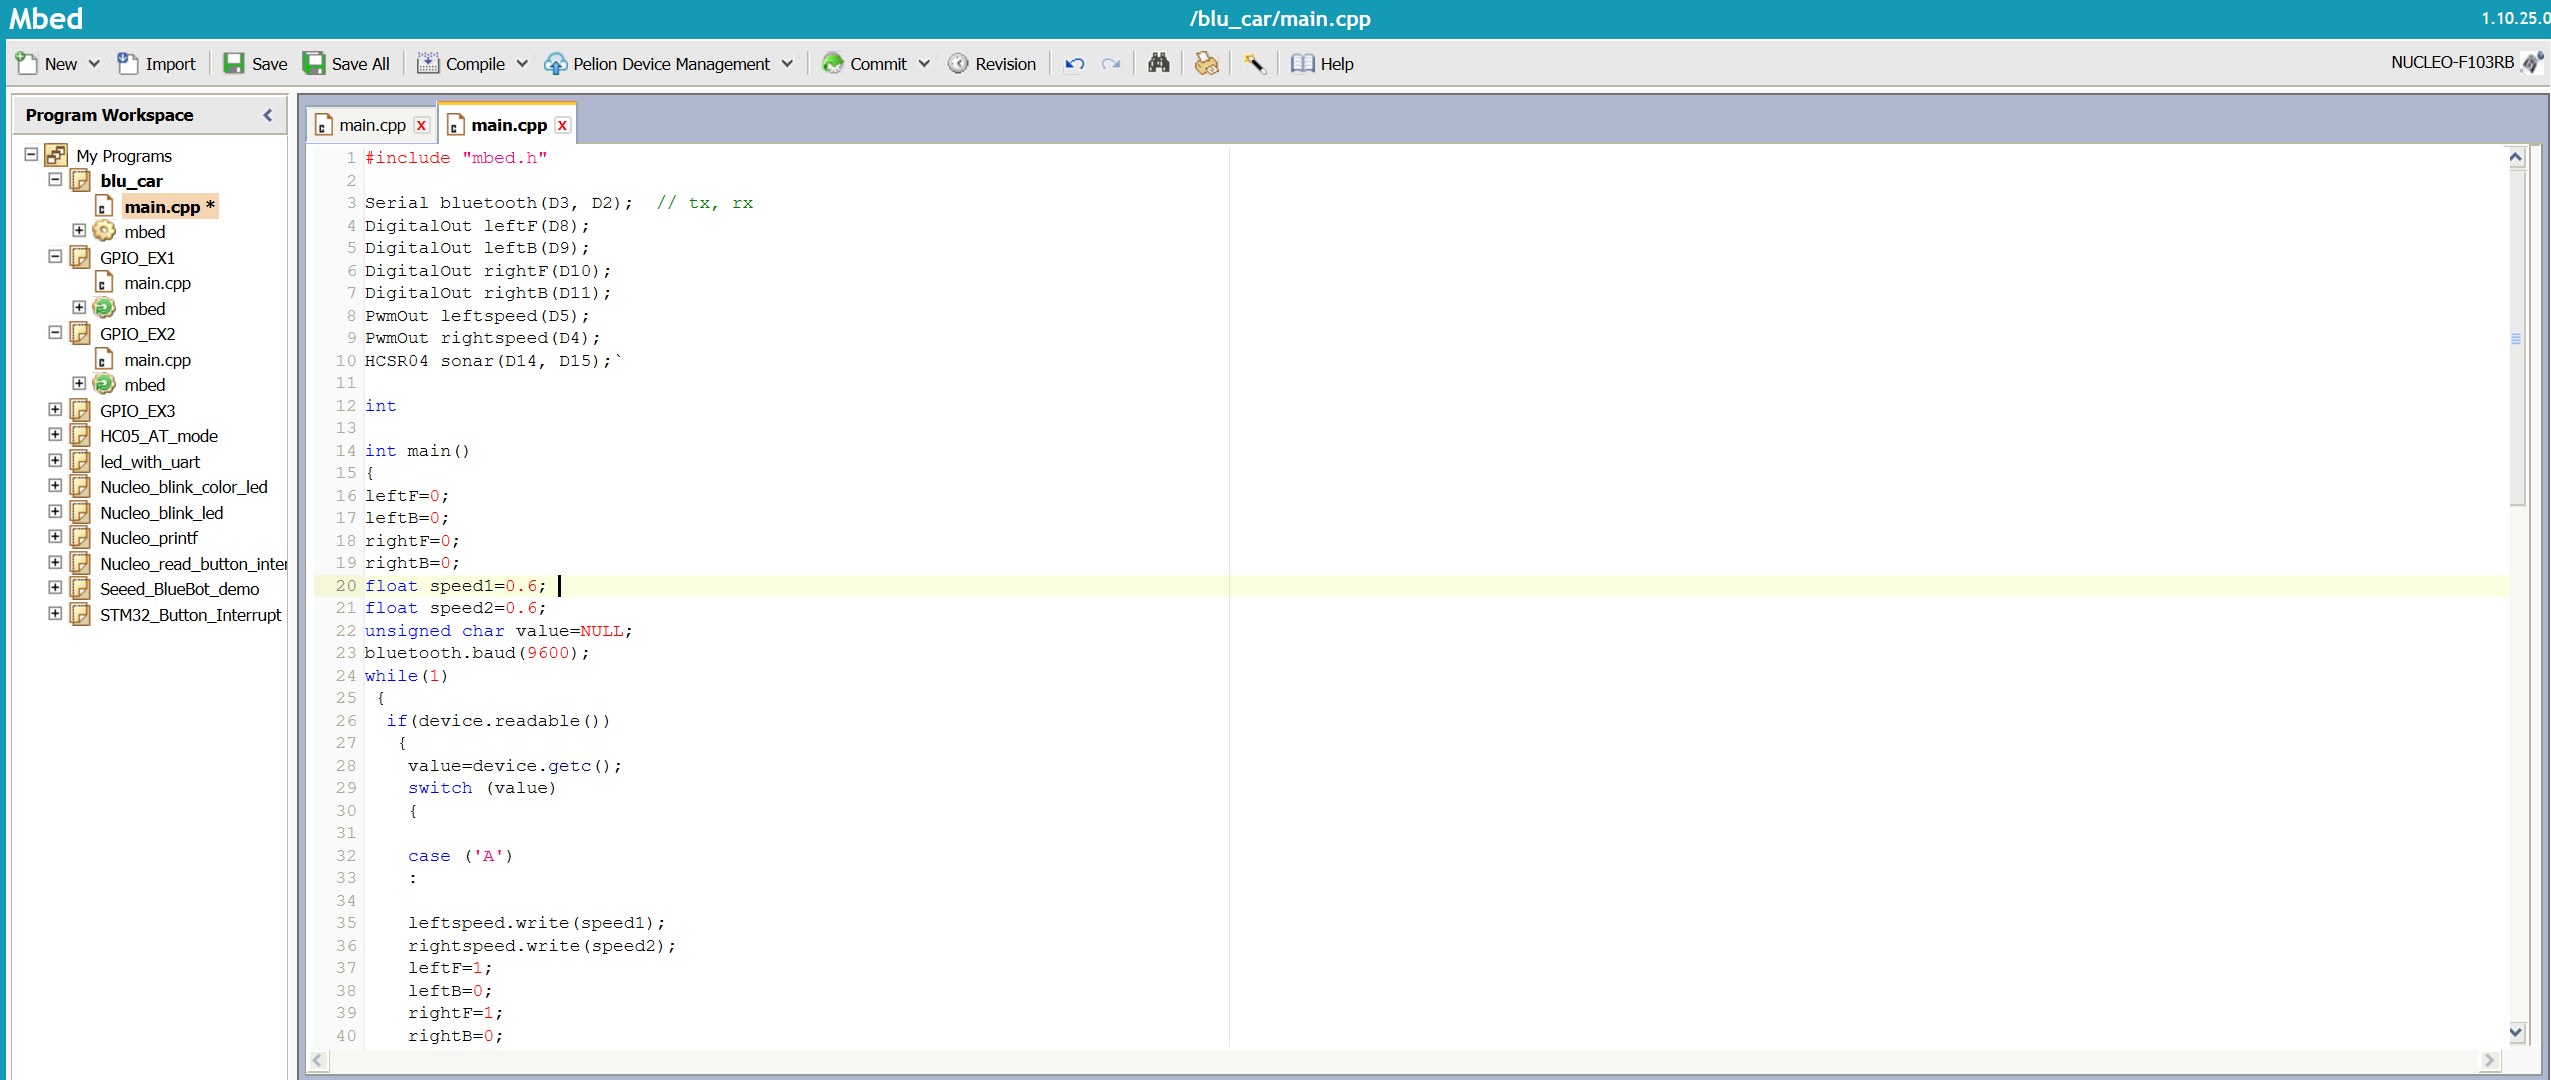 Mbed
/blu_car/main.cpp
1.10.25.0
New
Import
Save
Save All
Compile
Pelion Device Management
Commit
Revision
Help
NUCLEO-F103RB
Program Workspace
My Programs
blu_car
main.cpp *
mbed
GPIO_EX1
main.cpp
mbed
GPIO_EX2
main.cpp
mbed
GPIO_EX3
HC05_AT_mode
led_with_uart
Nucleo_blink_color_led
Nucleo_blink_led
Nucleo_printf
Nucleo_read_button_inter
Seeed_BlueBot_demo
STM32_Button_Interrupt
main.cpp x
main.cpp x
1 #include "mbed.h"
2
3 Serial bluetooth(D3, D2);  // tx, rx
4 DigitalOut leftF(D8);
5 DigitalOut leftB(D9);
6 DigitalOut rightF(D10);
7 DigitalOut rightB(D11);
8 PwmOut leftspeed(D5);
9 PwmOut rightspeed(D4);
10 HCSR04 sonar(D14, D15);`
11
12 int
13
14 int main()
15 {
16 leftF=0;
17 leftB=0;
18 rightF=0;
19 rightB=0;
20 float speed1=0.6;
21 float speed2=0.6;
22 unsigned char value=NULL;
23 bluetooth.baud(9600);
24 while(1)
25  {
26   if(device.readable())
27    {
28     value=device.getc();
29     switch (value)
30     {
31
32     case ('A')
33     :
34
35     leftspeed.write(speed1);
36     rightspeed.write(speed2);
37     leftF=1;
38     leftB=0;
39     rightF=1;
40     rightB=0;